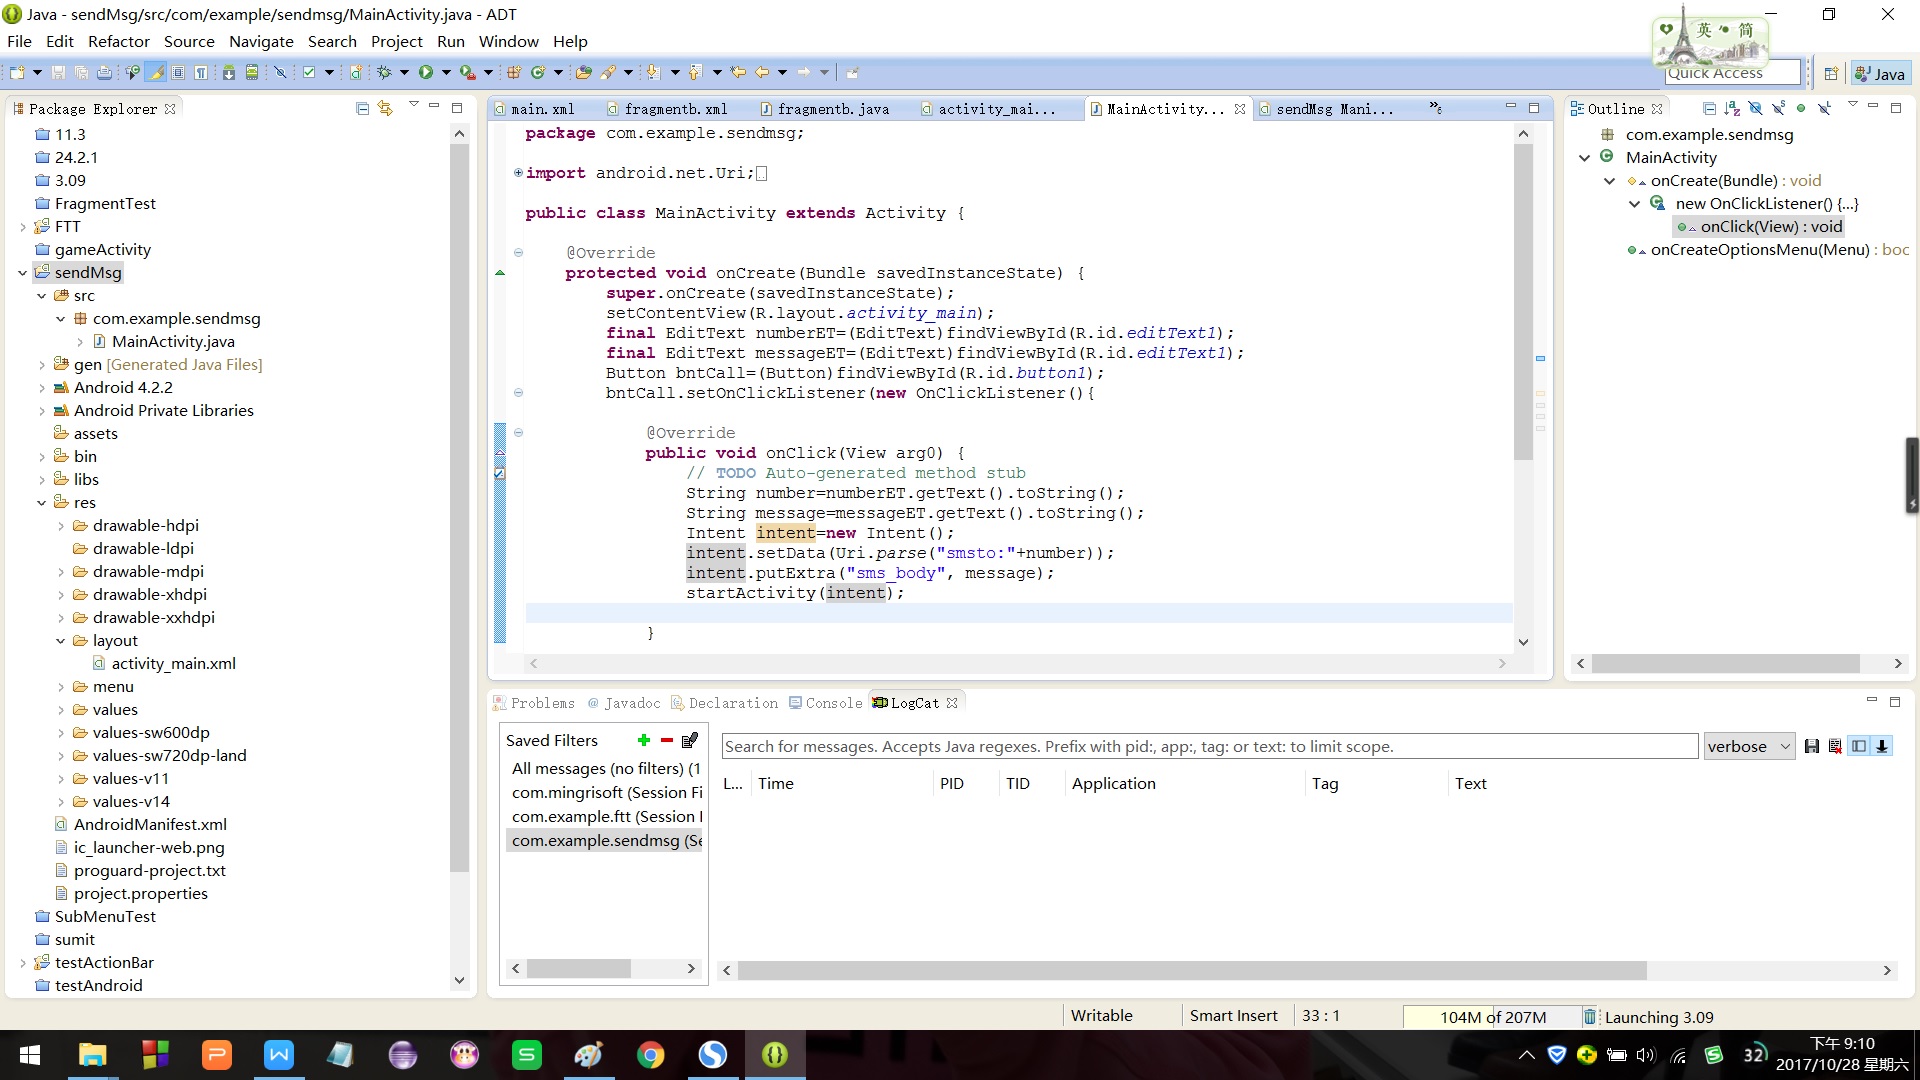 Java - sendMsg/src/com/example/sendmsg/MainActivity.java - ADT
英 简
File Edit Refactor Source Navigate Search Project Run Window Help
Quick Access
Java
Package Explorer
11.3
24.2.1
3.09
FragmentTest
FTT
gameActivity
sendMsg
src
com.example.sendmsg
MainActivity.java
gen [Generated Java Files]
Android 4.2.2
Android Private Libraries
assets
bin
libs
res
drawable-hdpi
drawable-ldpi
drawable-mdpi
drawable-xhdpi
drawable-xxhdpi
layout
activity_main.xml
menu
values
values-sw600dp
values-sw720dp-land
values-v11
values-v14
AndroidManifest.xml
ic_launcher-web.png
proguard-project.txt
project.properties
SubMenuTest
sumit
testActionBar
testAndroid
main.xml fragmentb.xml fragmentb.java activity_mai... MainActivity... sendMsg Mani... »6
package com.example.sendmsg;
import android.net.Uri;
public class MainActivity extends Activity {
@Override
protected void onCreate(Bundle savedInstanceState) {
super.onCreate(savedInstanceState);
setContentView(R.layout.activity_main);
final EditText numberET=(EditText)findViewById(R.id.editText1);
final EditText messageET=(EditText)findViewById(R.id.editText1);
Button bntCall=(Button)findViewById(R.id.button1);
bntCall.setOnClickListener(new OnClickListener(){
@Override
public void onClick(View arg0) {
// TODO Auto-generated method stub
String number=numberET.getText().toString();
String message=messageET.getText().toString();
Intent intent=new Intent();
intent.setData(Uri.parse("smsto:"+number));
intent.putExtra("sms_body", message);
startActivity(intent);
}
Outline
com.example.sendmsg
MainActivity
onCreate(Bundle) : void
new OnClickListener() {...}
onClick(View) : void
onCreateOptionsMenu(Menu) : boc
Problems @ Javadoc Declaration Console LogCat
Saved Filters
All messages (no filters) (1
com.mingrisoft (Session Fi
com.example.ftt (Session I
com.example.sendmsg (Se
Search for messages. Accepts Java regexes. Prefix with pid:, app:, tag: or text: to limit scope.
verbose
L... Time PID TID Application Tag Text
Writable Smart Insert 33 : 1 104M of 207M Launching 3.09
32
下午 9:10
2017/10/28 星期六